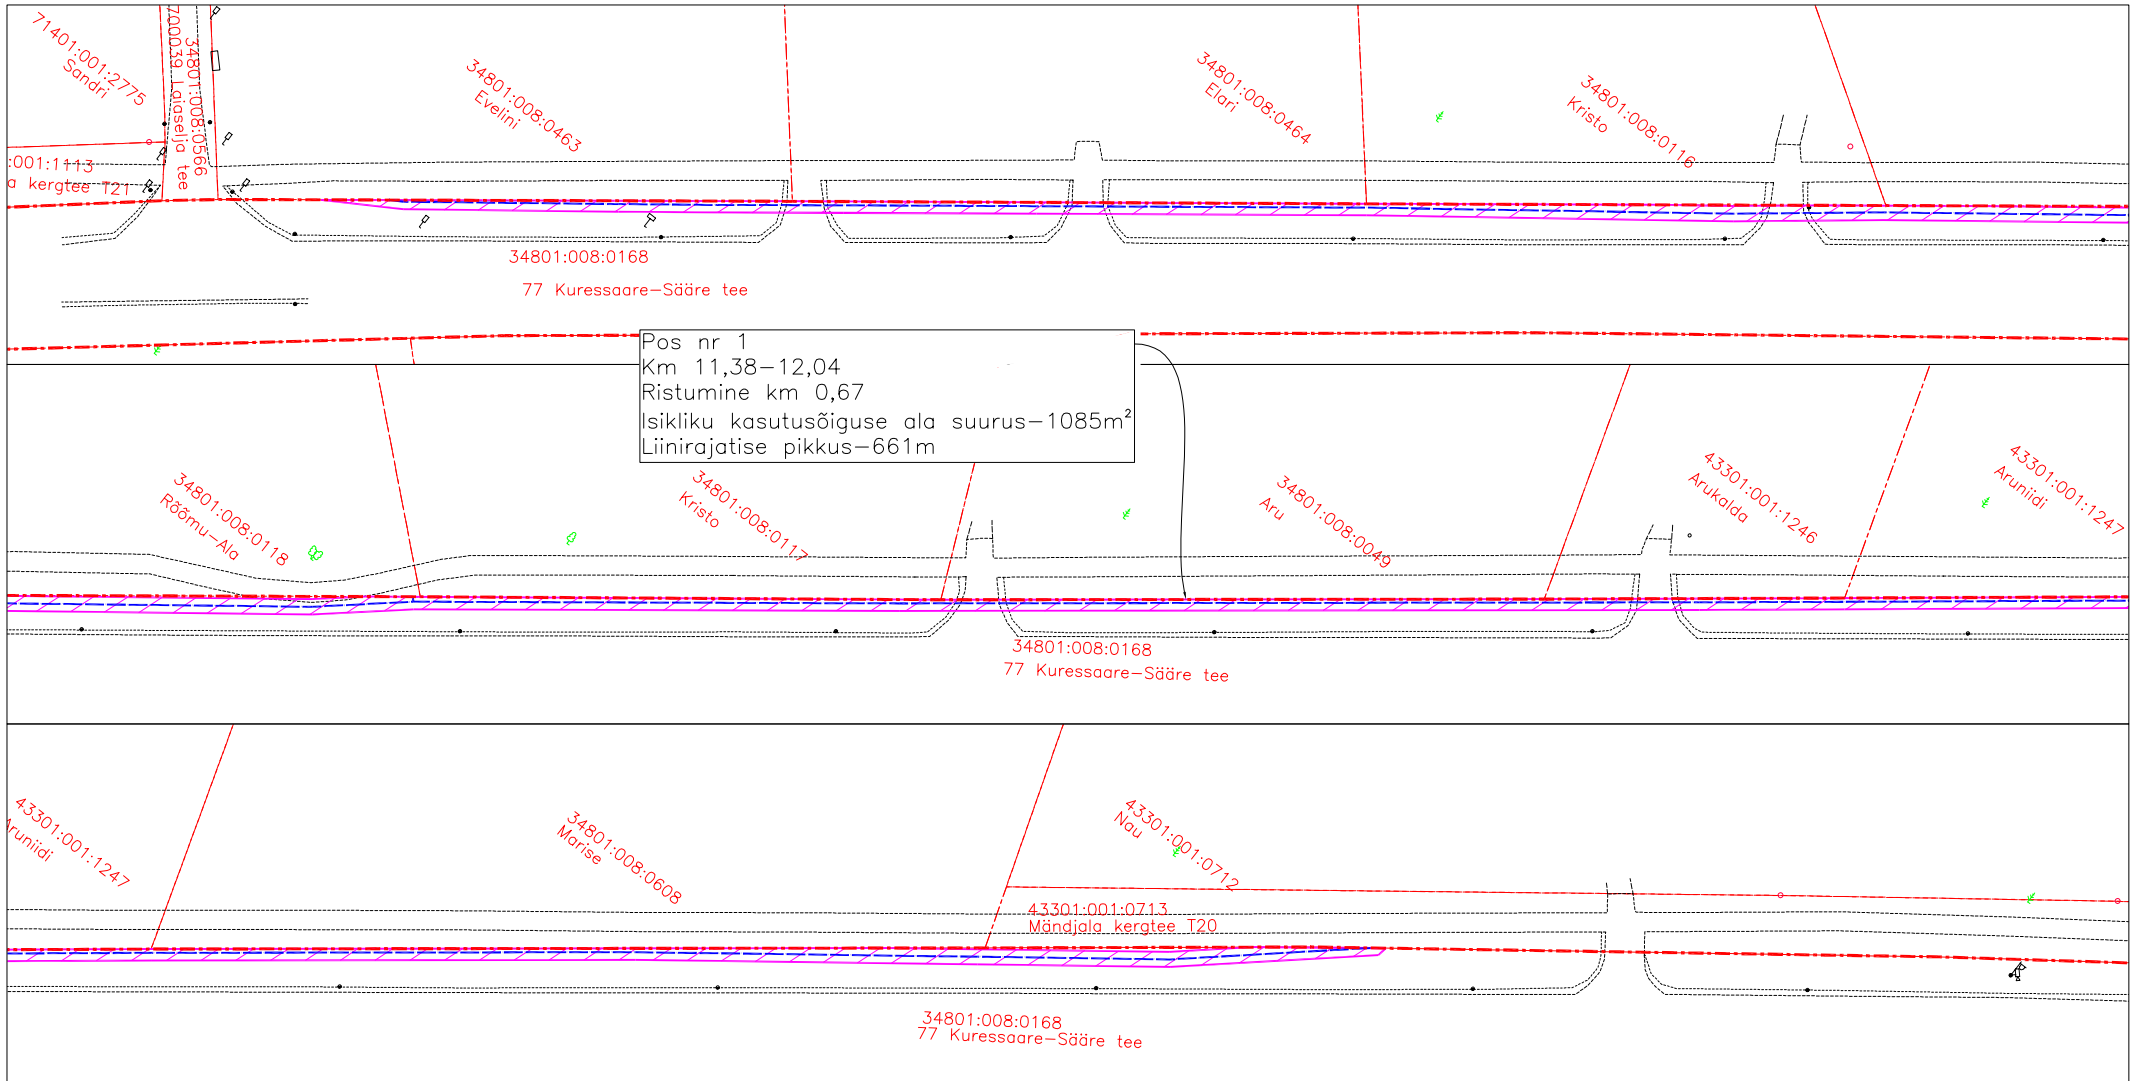 71401:001:2775
Sandri
:001:1113
a kergtee T21
34801:008:0566
7000039 Laiaselja tee
34801:008:0463
Evelini
34801:008:0464
Elari
34801:008:0116
Kristo
34801:008:0168
77 Kuressaare-Sääre tee
Pos nr 1
Km 11,38-12,04
Ristumine km 0,67
Isikliku kasutusõiguse ala suurus-1085m²
Liinirajatise pikkus-661m
34801:008:0118
Rõõmu-Ala
34801:008:0117
Kristo
34801:008:0049
Aru
43301:001:1246
Arukalda
43301:001:1247
Aruniidi
34801:008:0168
77 Kuressaare-Sääre tee
43301:001:1247
Aruniidi
34801:008:0608
Marise
43301:001:0712
Nau
43301:001:0713
Mändjala kergtee T20
34801:008:0168
77 Kuressaare-Sääre tee